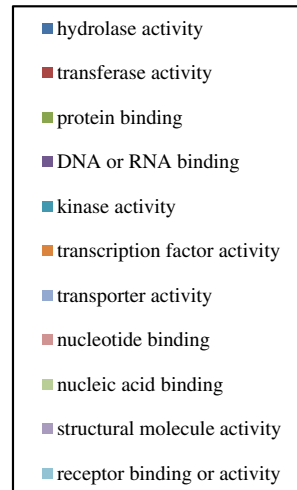 hydrolase activity
transferase activity
protein binding
DNA or RNA binding
kinase activity
transcription factor activity
transporter activity
nucleotide binding
nucleic acid binding
structural molecule activity
receptor binding or activity